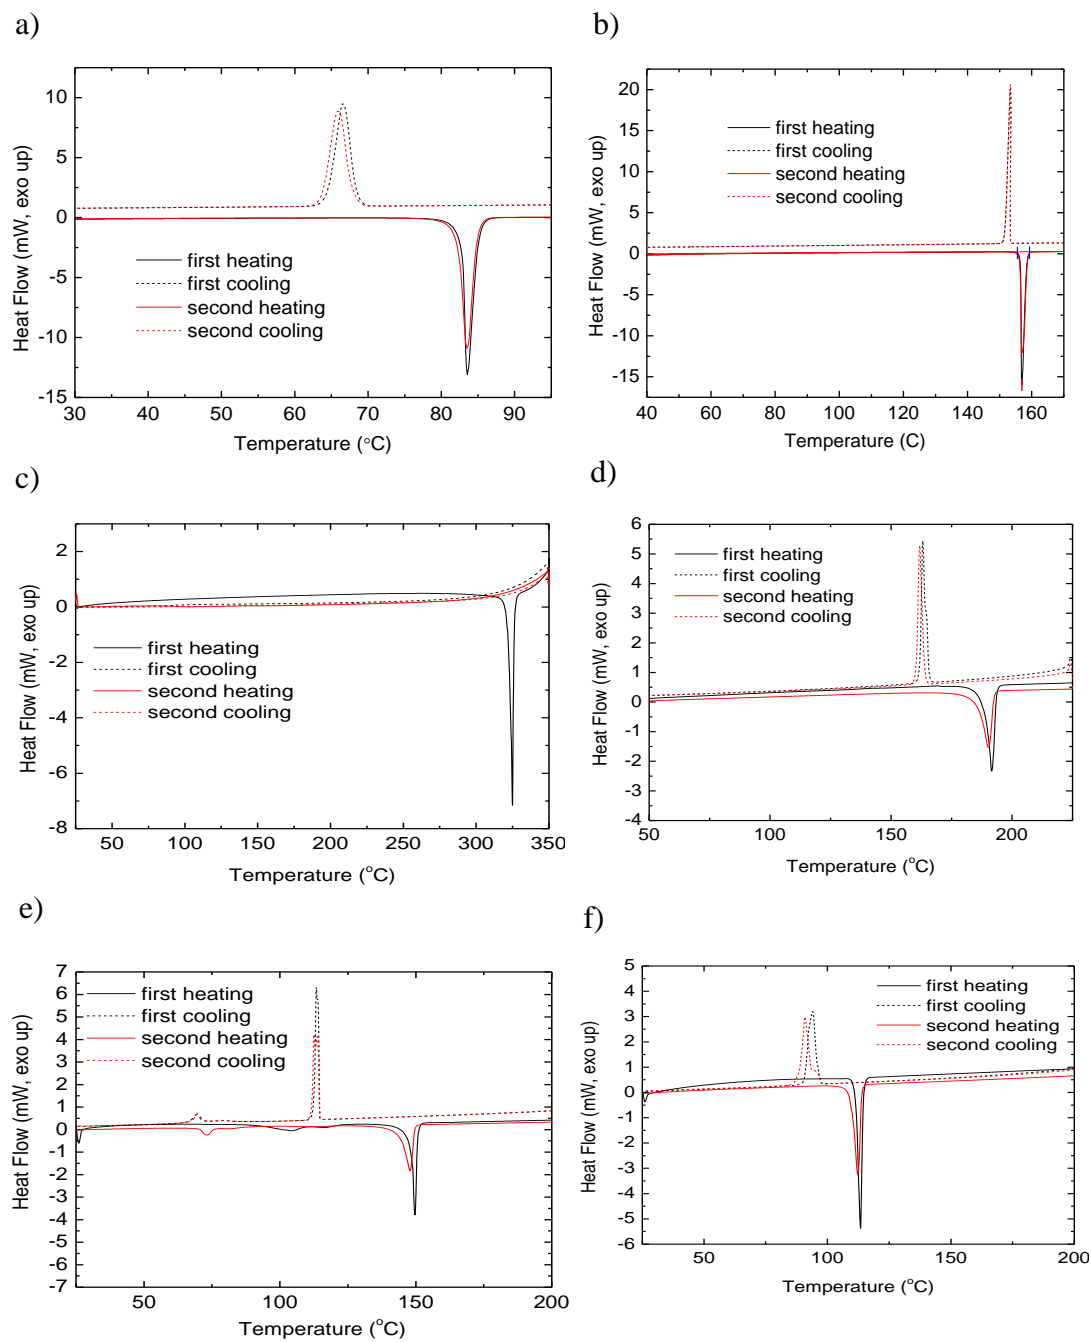 a)
10
5
0
-5
-10
-15
Heat Flow (mW, exo up)
first heating
first cooling
second heating
second cooling
30 40 50 60 70 80 90
Temperature (°C)
b)
20
15
10
5
0
-5
-10
-15
Heat Flow (mW, exo up)
first heating
first cooling
second heating
second cooling
40 60 80 100 120 140 160
Temperature (C)
c)
2
0
-2
-4
-6
-8
Heat Flow (mW, exo up)
first heating
first cooling
second heating
second cooling
50 100 150 200 250 300 350
Temperature (°C)
d)
6
5
4
3
2
1
0
-1
-2
-3
-4
Heat Flow (mW, exo up)
first heating
first cooling
second heating
second cooling
50 100 150 200
Temperature (°C)
e)
7
6
5
4
3
2
1
0
-1
-2
-3
-4
-5
-6
-7
Heat Flow (mW, exo up)
first heating
first cooling
second heating
second cooling
50 100 150 200
Temperature (°C)
f)
5
4
3
2
1
0
-1
-2
-3
-4
-5
-6
Heat Flow (mW, exo up)
first heating
first cooling
second heating
second cooling
50 100 150 200
Temperature (°C)